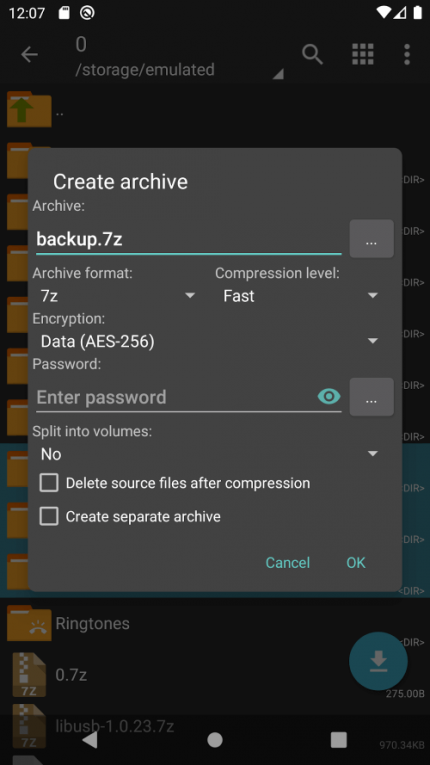 12:07
0
/storage/emulated
..
Create archive
DIR>
Archive:
backup.7z
...
DIR>
Archive format:
Compression level:
7z
Fast
DIR>
Encryption:
Data (AES-256)
DIR>
Password:
Enter password
...
DIR>
Split into volumes:
DIR>
No
Delete source files after compression
DIR>
Create separate archive
DIR>
Cancel
OK
<DIR>
Ringtones
<DIR>
0.7z
7Z
275.00B
libusb-1.0.23.7z
7Z
970.34KB